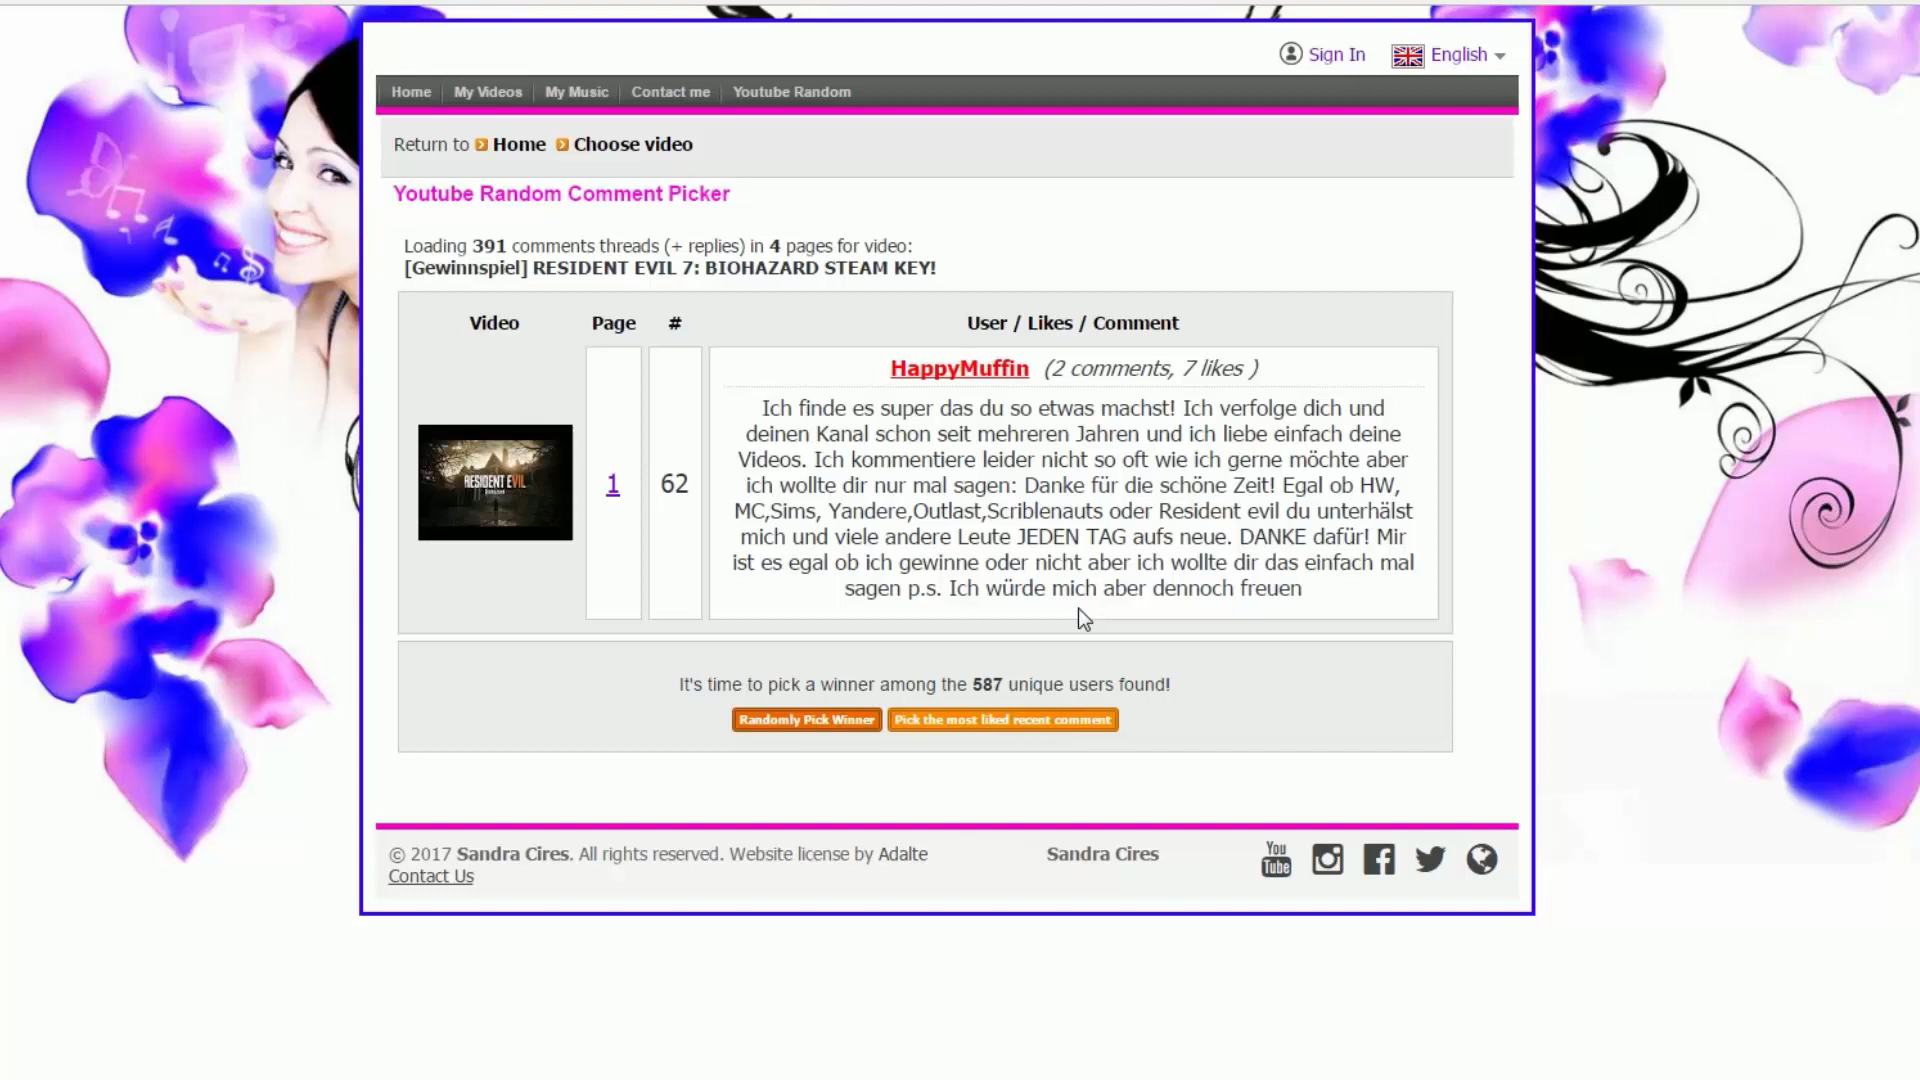 Sign In English
Home My Videos My Music Contact me Youtube Random
Return to Home Choose video
Youtube Random Comment Picker
Loading 391 comments threads (+ replies) in 4 pages for video:
[Gewinnspiel] RESIDENT EVIL 7: BIOHAZARD STEAM KEY!
Video Page # User / Likes / Comment
HappyMuffin (2 comments, 7 likes )
Ich finde es super das du so etwas machst! Ich verfolge dich und
deinen Kanal schon seit mehreren Jahren und ich liebe einfach deine
Videos. Ich kommentiere leider nicht so oft wie ich gerne möchte aber
RESIDENT EVIL 1 62 ich wollte dir nur mal sagen: Danke für die schöne Zeit! Egal ob HW,
MC,Sims, Yandere,Outlast,Scriblenauts oder Resident evil du unterhälst
mich und viele andere Leute JEDEN TAG aufs neue. DANKE dafür! Mir
ist es egal ob ich gewinne oder nicht aber ich wollte dir das einfach mal
sagen p.s. Ich würde mich aber dennoch freuen
It's time to pick a winner among the 587 unique users found!
Randomly Pick Winner Pick the most liked recent comment
© 2017 Sandra Cires. All rights reserved. Website license by Adalte Sandra Cires You Tube
Contact Us